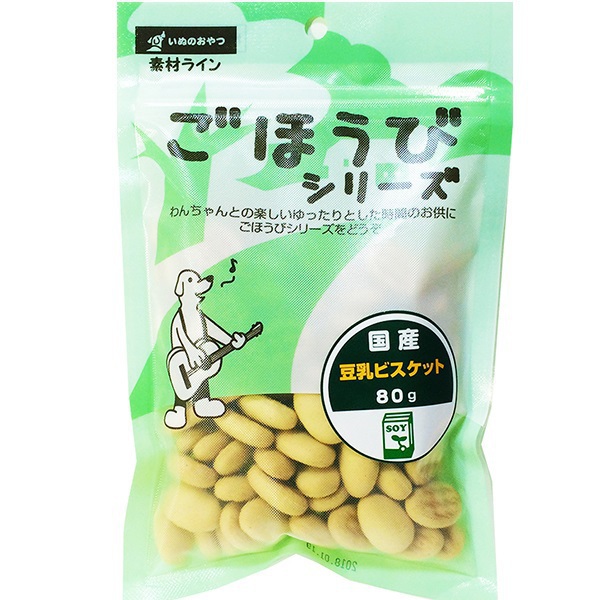 いぬのおやつ
素材ライン
ごほうび
シリーズ
わんちゃんとの楽しいゆったりとした時間のお供に
ごほうびシリーズをどうぞ
国産
豆乳ビスケット
80g
SOY
2018.01.19